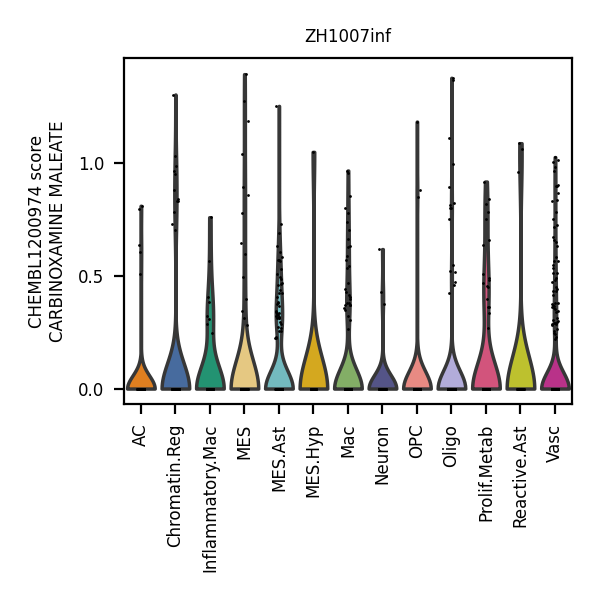 ZH1007inf
CHEMBL1200974 score
CARBINOXAMINE MALEATE
1.0
0.5
0.0
AC
Chromatin.Reg
Inflammatory.Mac
MES
MES.Ast
MES.Hyp
Mac
Neuron
OPC
Oligo
Prolif.Metab
Reactive.Ast
Vasc